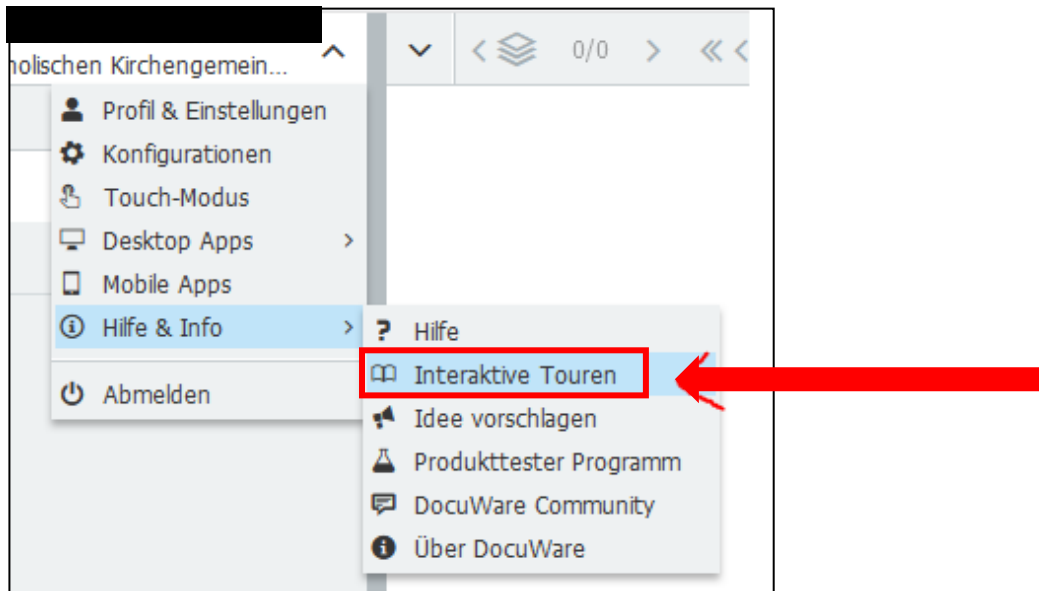 holischen Kirchengemein...
0/0
Profil & Einstellungen
Konfigurationen
Touch-Modus
Desktop Apps
Mobile Apps
Hilfe & Info
Abmelden
Hilfe
Interaktive Touren
Idee vorschlagen
Produkttester Programm
DocuWare Community
Über DocuWare